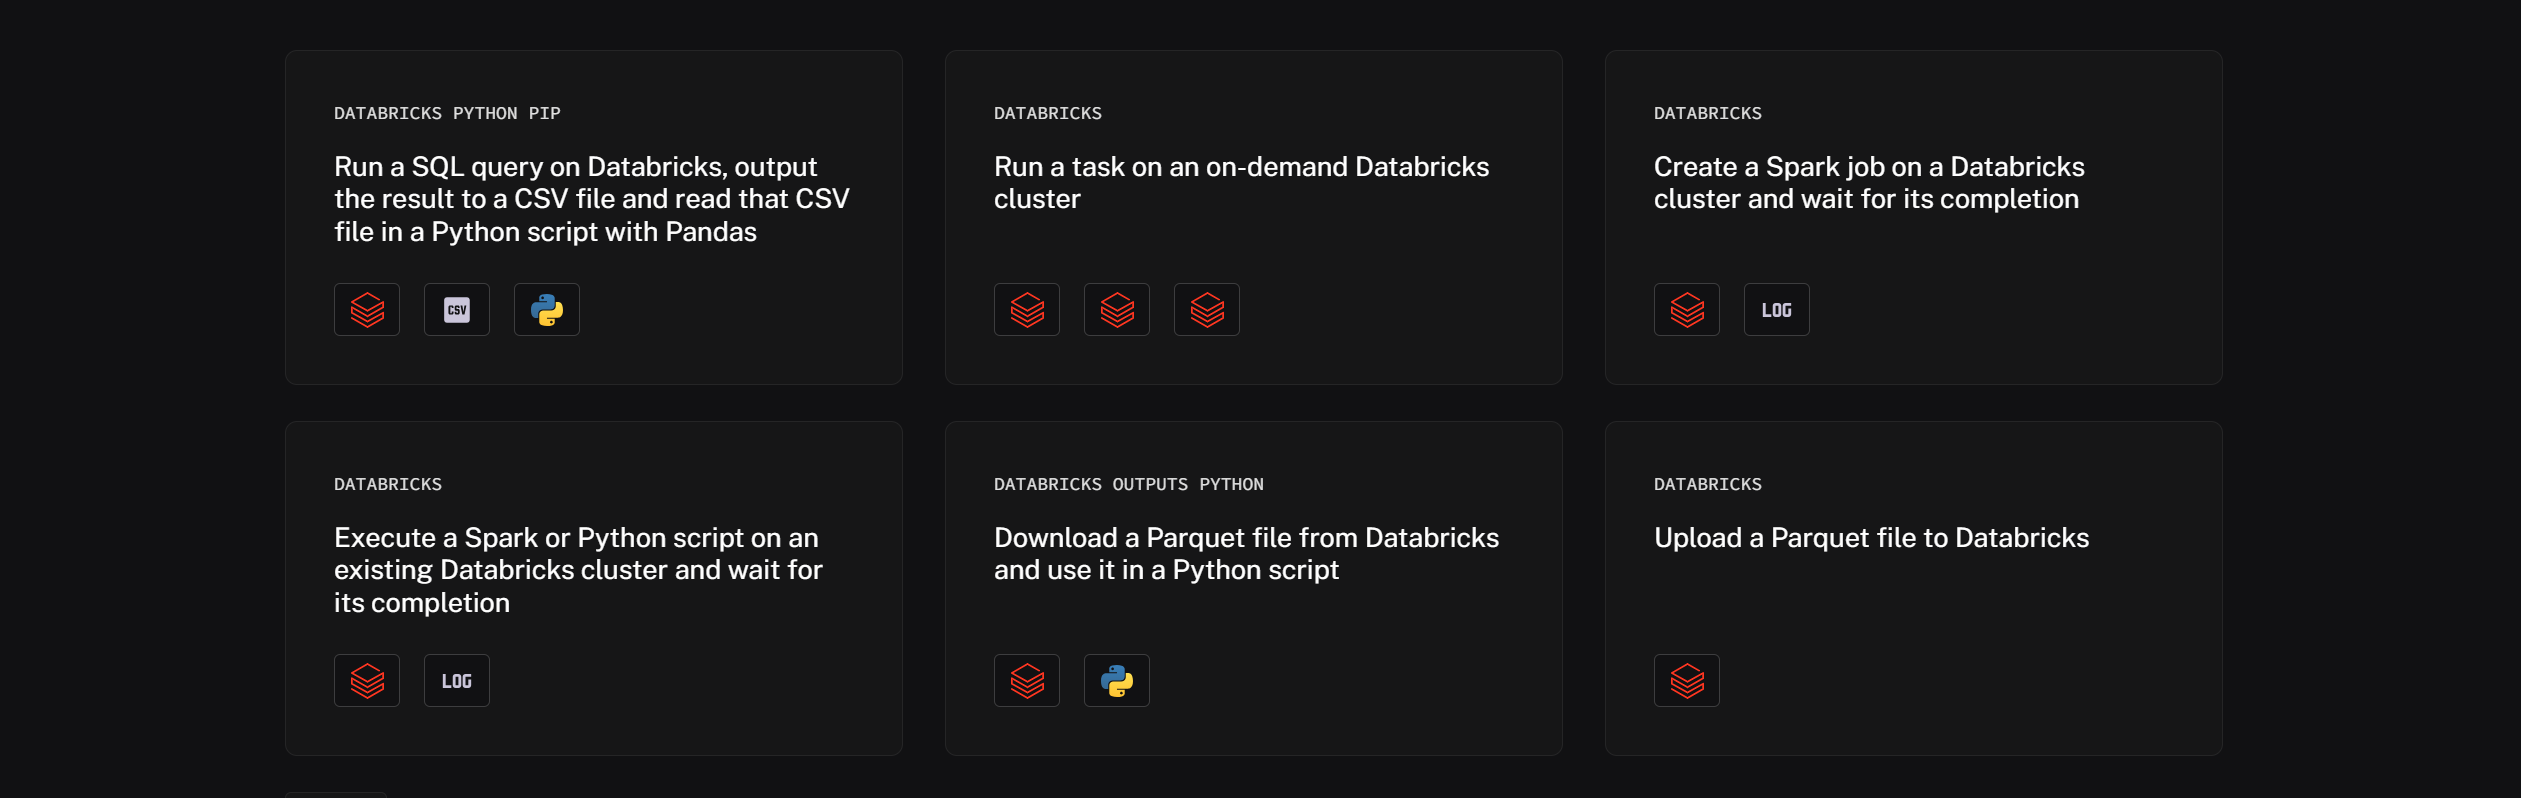 DATABRICKS PYTHON PIP
Run a SQL query on Databricks, output
the result to a CSV file and read that CSV
file in a Python script with Pandas
CSV
DATABRICKS
Run a task on an on-demand Databricks
cluster
DATABRICKS
Create a Spark job on a Databricks
cluster and wait for its completion
LOG
DATABRICKS
Execute a Spark or Python script on an
existing Databricks cluster and wait for
its completion
LOG
DATABRICKS OUTPUTS PYTHON
Download a Parquet file from Databricks
and use it in a Python script
DATABRICKS
Upload a Parquet file to Databricks